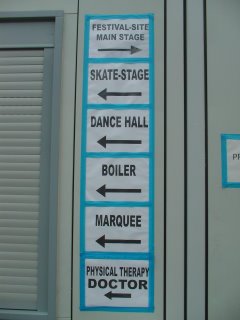 FESTIVAL-SITE
MAIN STAGE
SKATE-STAGE
DANCE HALL
BOILER
MARQUEE
PHYSICAL THERAPY
DOCTOR